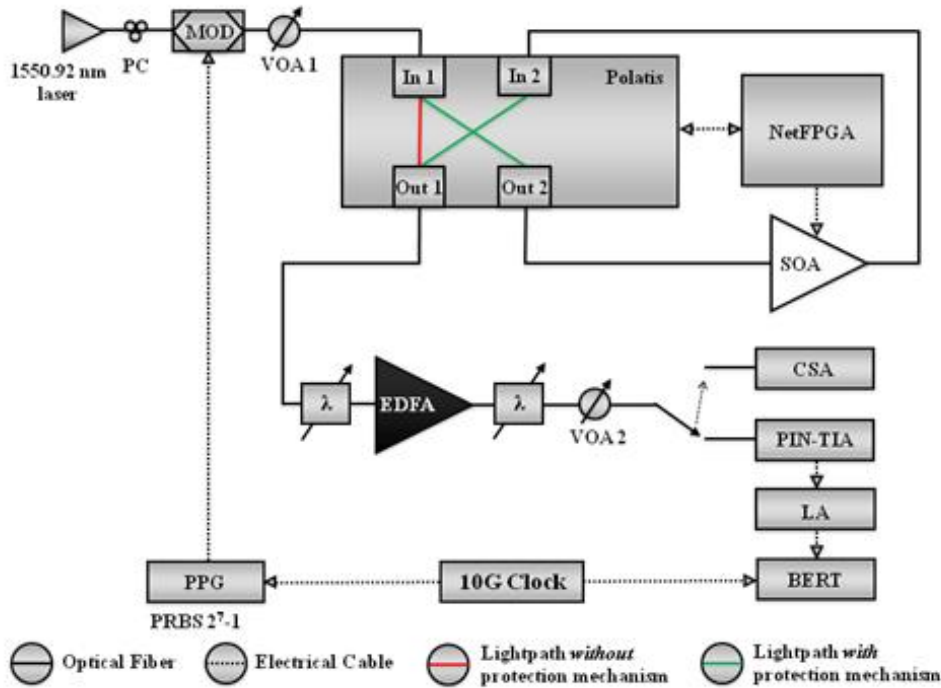 MOD
PC
VOA 1
1550.92 nm
laser
In 1
In 2
Polatis
NetFPGA
Out 1
Out 2
SOA
λ
EDFA
λ
VOA 2
CSA
PIN-TIA
LA
PPG
10G Clock
BERT
PRBS 2⁷-1
Optical Fiber
Electrical Cable
Lightpath without
protection mechanism
Lightpath with
protection mechanism